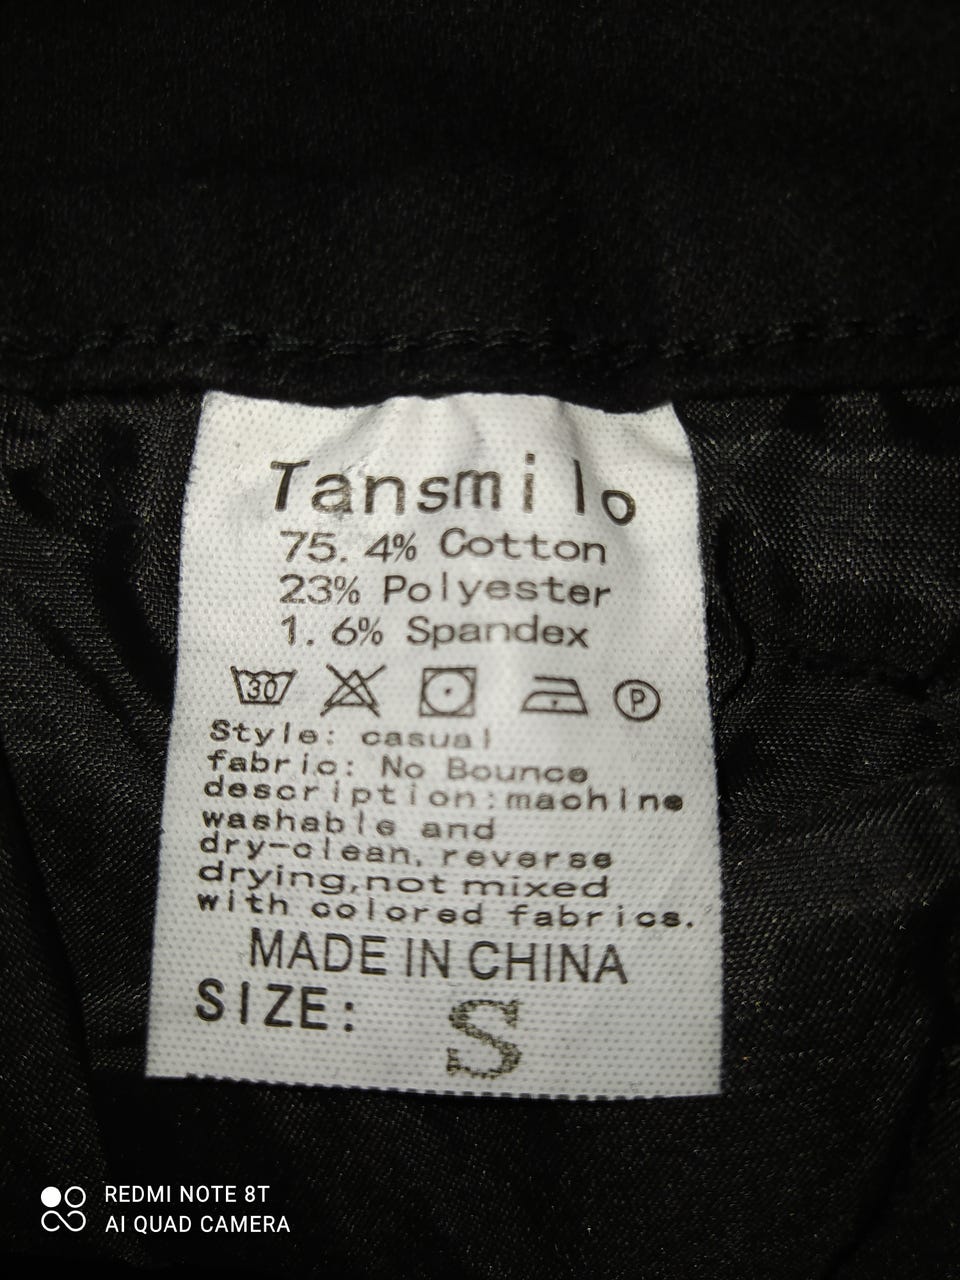 Tansmilo
75.4% Cotton
23% Polyester
1.6% Spandex
30 P
Style: casual
fabric: No Bounce
description:machine
washable and
dry-clean, reverse
drying,not mixed
with colored fabrics.
MADE IN CHINA
SIZE: S
REDMI NOTE 8T
AI QUAD CAMERA